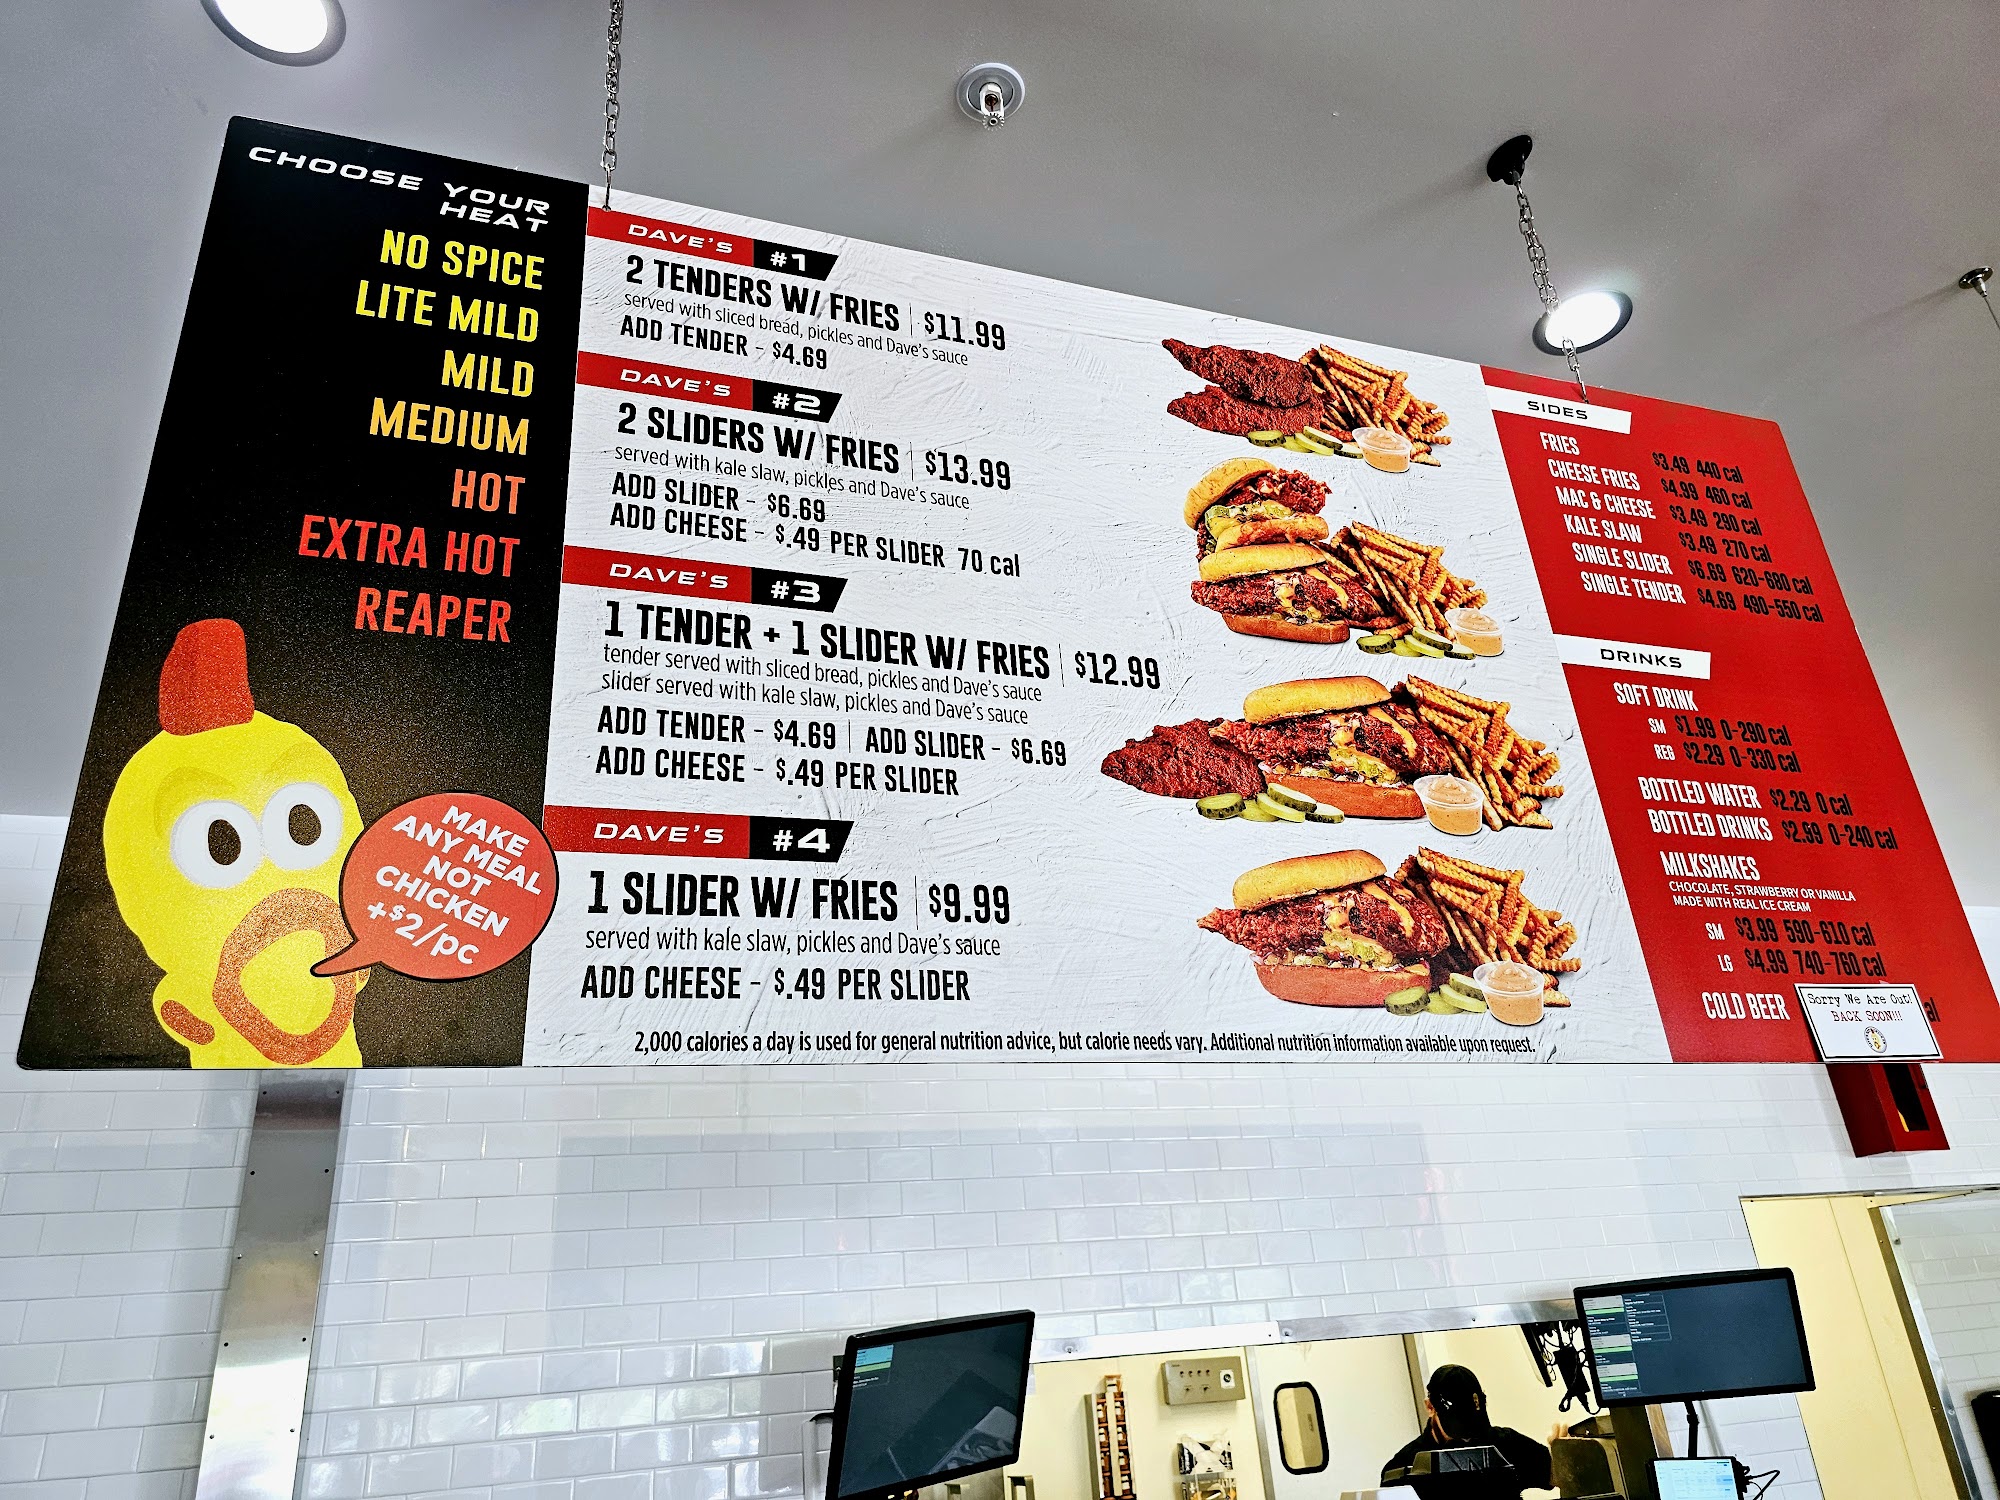 CHOOSE YOUR
HEAT
NO SPICE
LITE MILD
MILD
MEDIUM
HOT
EXTRA HOT
REAPER
MAKE
ANY MEAL
NOT
CHICKEN
+$2/pc
DAVE'S #1
2 TENDERS W/ FRIES | $11.99
served with sliced bread, pickles and Dave's sauce
ADD TENDER - $4.69
DAVE'S #2
2 SLIDERS W/ FRIES | $13.99
served with kale slaw, pickles and Dave's sauce
ADD SLIDER - $6.69
ADD CHEESE - $.49 PER SLIDER 70 cal
DAVE'S #3
1 TENDER + 1 SLIDER W/ FRIES | $12.99
tender served with sliced bread, pickles and Dave's sauce
slider served with kale slaw, pickles and Dave's sauce
ADD TENDER - $4.69 | ADD SLIDER - $6.69
ADD CHEESE - $.49 PER SLIDER
DAVE'S #4
1 SLIDER W/ FRIES | $9.99
served with kale slaw, pickles and Dave's sauce
ADD CHEESE - $.49 PER SLIDER
2,000 calories a day is used for general nutrition advice, but calorie needs vary. Additional nutrition information available upon request.
SIDES
FRIES $3.49 440 cal
CHEESE FRIES $4.99 460 cal
MAC & CHEESE $3.49 290 cal
KALE SLAW $3.49 270 cal
SINGLE SLIDER $6.69 620-680 cal
SINGLE TENDER $4.69 490-550 cal
DRINKS
SOFT DRINK
SM $1.99 0-290 cal
REG $2.29 0-330 cal
BOTTLED WATER $2.29 0 cal
BOTTLED DRINKS $2.59 0-240 cal
MILKSHAKES
CHOCOLATE, STRAWBERRY OR VANILLA
MADE WITH REAL ICE CREAM
SM $3.99 590-610 cal
LG $4.99 740-760 cal
COLD BEER
Sorry We Are Out!
BACK SOON!!!